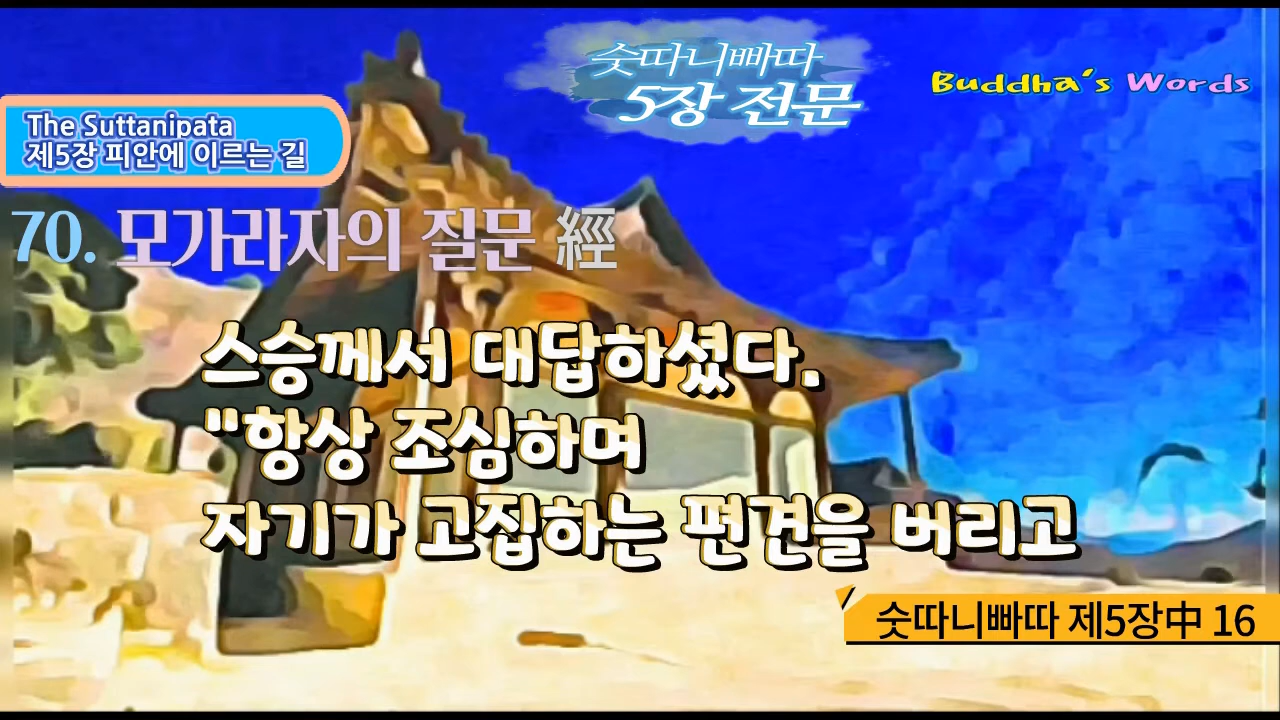 숫따니빠따
5장 전문
Buddha's Words
The Suttanipata
제5장 피안에 이르는 길
70. 모가라자의 질문 經
스승께서 대답하셨다.
"항상 조심하며
자기가 고집하는 편견을 버리고
숫따니빠따 제5장中 16